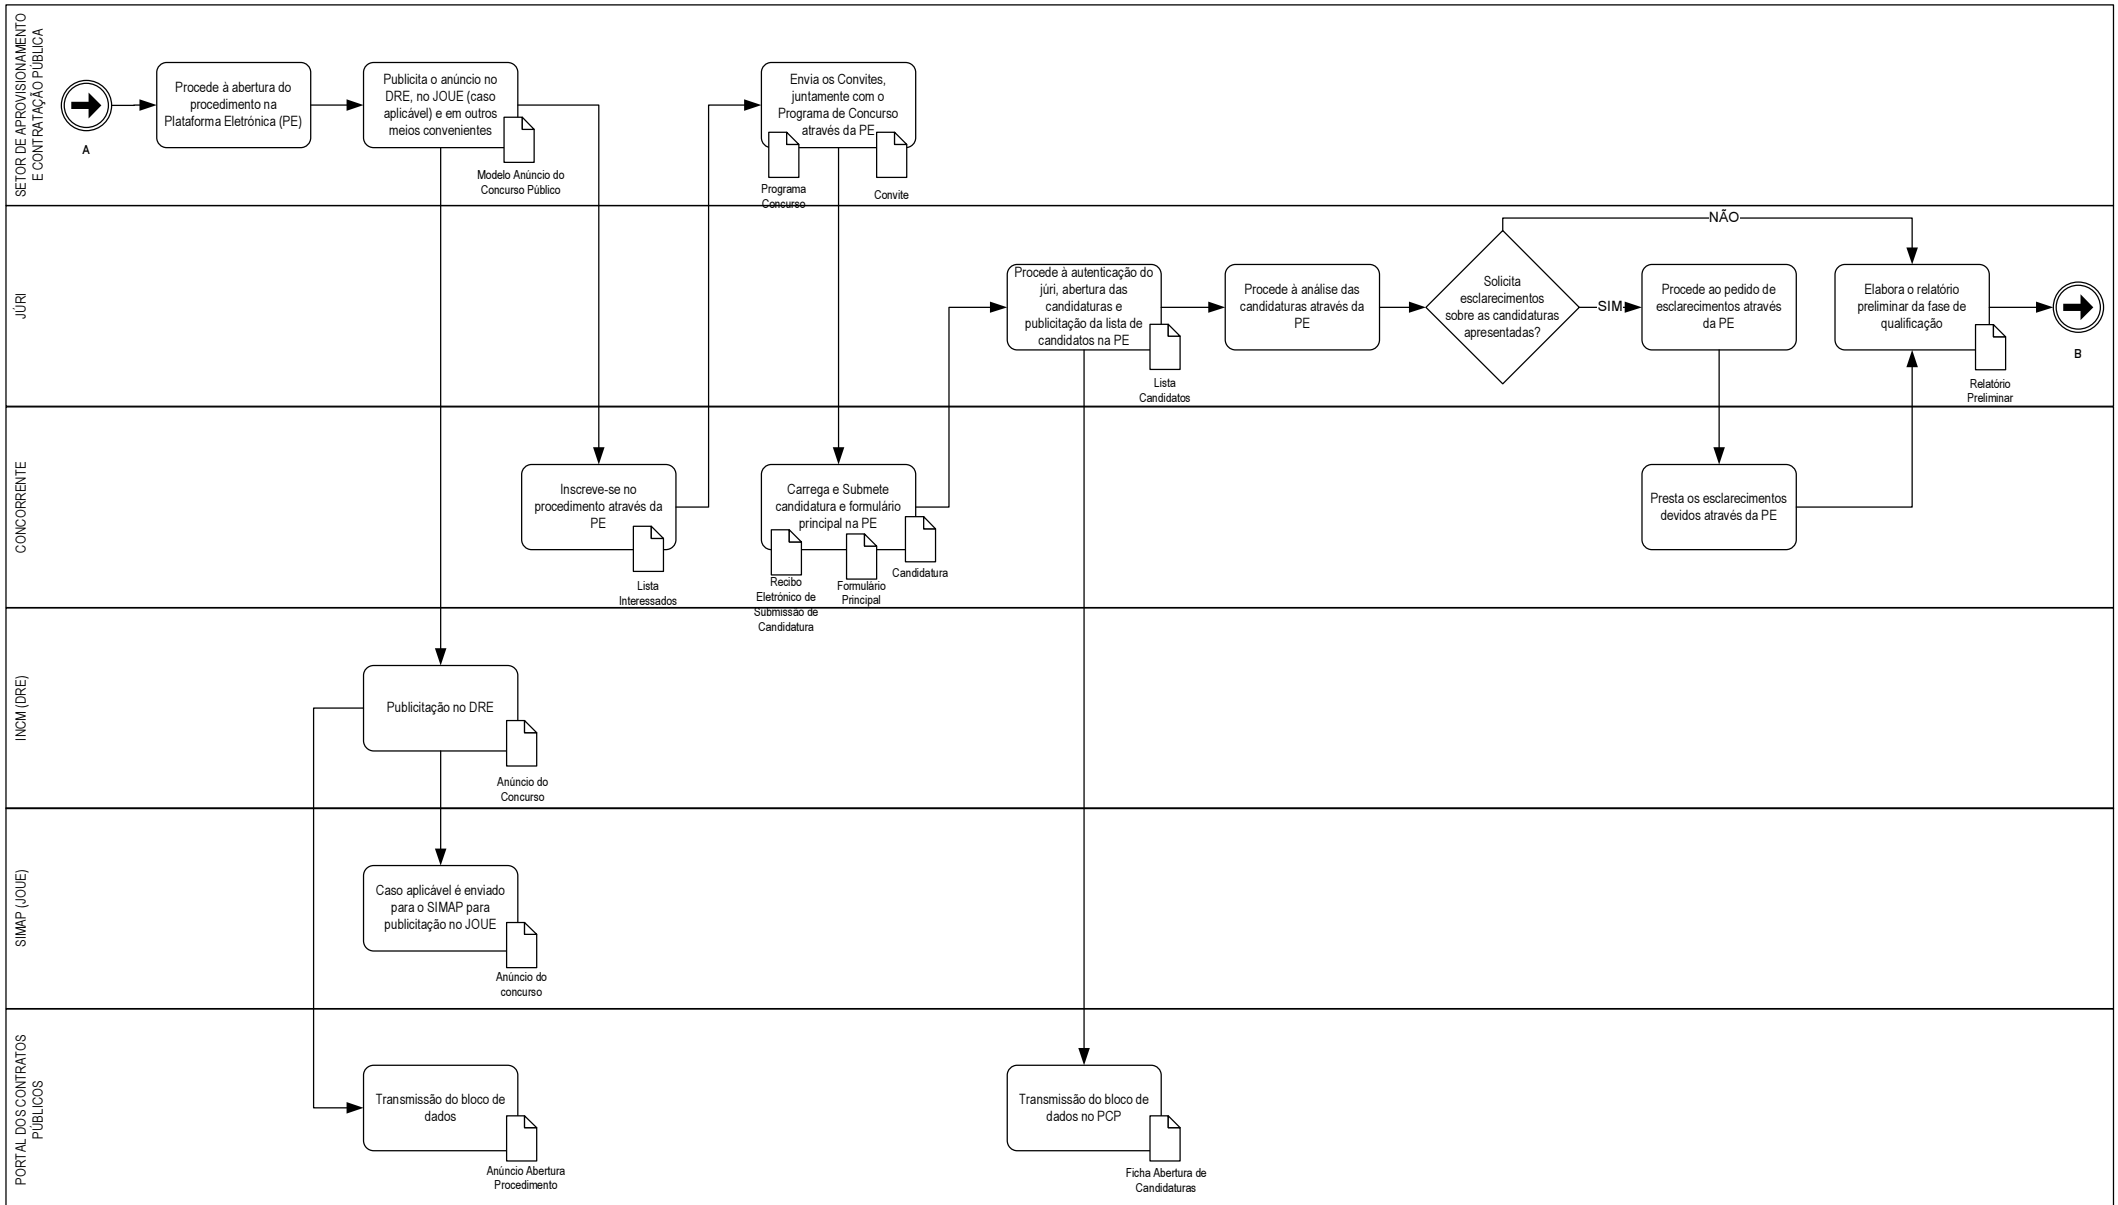 SETOR DE APROVISIONAMENTO
E CONTRATAÇÃO PÚBLICA
A
Procede à abertura do
procedimento na
Plataforma Eletrónica (PE)
Publicita o anúncio no
DRE, no JOUE (caso
aplicável) e em outros
meios convenientes
Modelo Anúncio do
Concurso Público
Envia os Convites,
juntamente com o
Programa de Concurso
através da PE
Programa
Concurso
Convite
JÚRI
Procede à autenticação do
júri, abertura das
candidaturas e
publicitação da lista de
candidatos na PE
Lista
Candidatos
Procede à análise das
candidaturas através da
PE
Solicita
esclarecimentos
sobre as candidaturas
apresentadas?
NÃO
SIM
Procede ao pedido de
esclarecimentos através
da PE
Elabora o relatório
preliminar da fase de
qualificação
Relatório
Preliminar
B
CONCORRENTE
Inscreve-se no
procedimento através da
PE
Lista
Interessados
Carrega e Submete
candidatura e formulário
principal na PE
Recibo
Eletrónico de
Submissão de
Candidatura
Formulário
Principal
Candidatura
Presta os esclarecimentos
devidos através da PE
INCM (DRE)
Publicitação no DRE
Anúncio do
Concurso
SIMAP (JOUE)
Caso aplicável é enviado
para o SIMAP para
publicitação no JOUE
Anúncio do
concurso
PORTAL DOS CONTRATOS
PÚBLICOS
Transmissão do bloco de
dados
Anúncio Abertura
Procedimento
Transmissão do bloco de
dados no PCP
Ficha Abertura de
Candidaturas